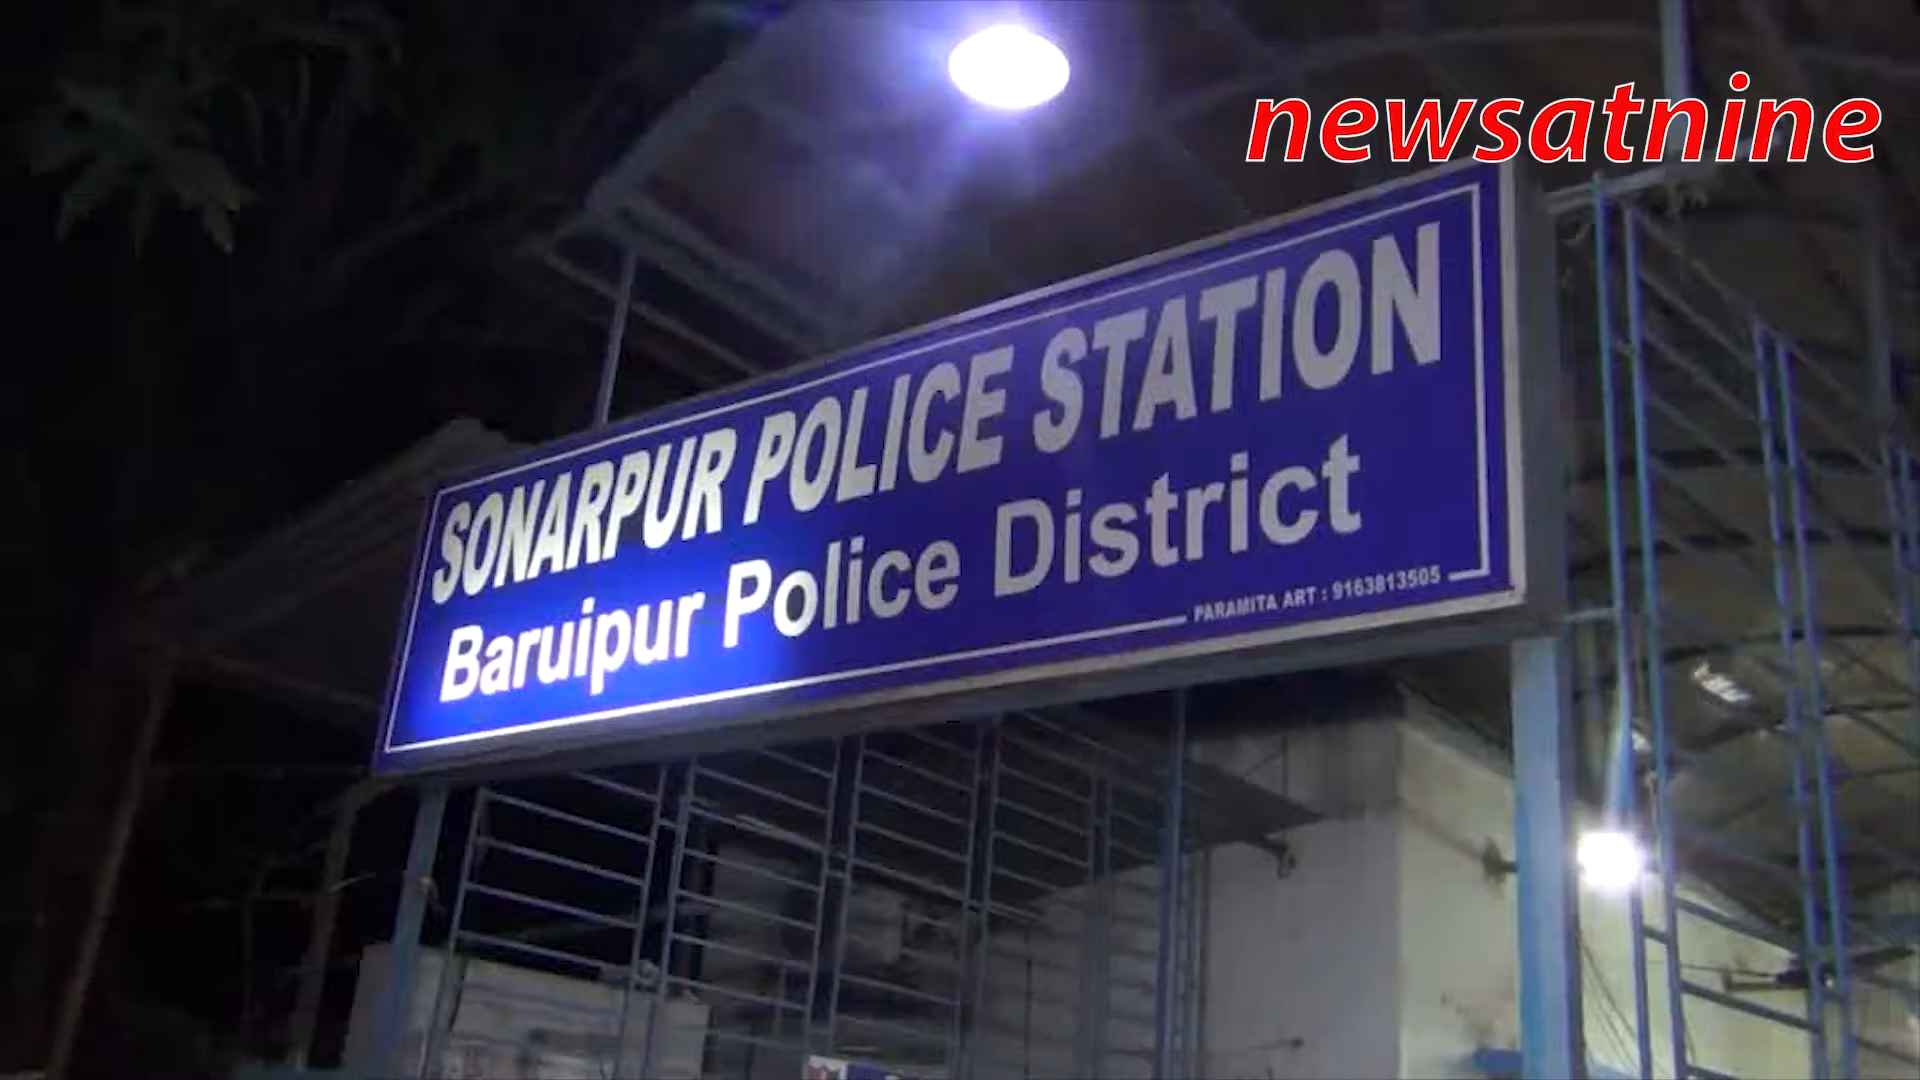 newsatnine
SONARPUR POLICE STATION
Baruipur Police District
PARAMITA ART : 9163813505